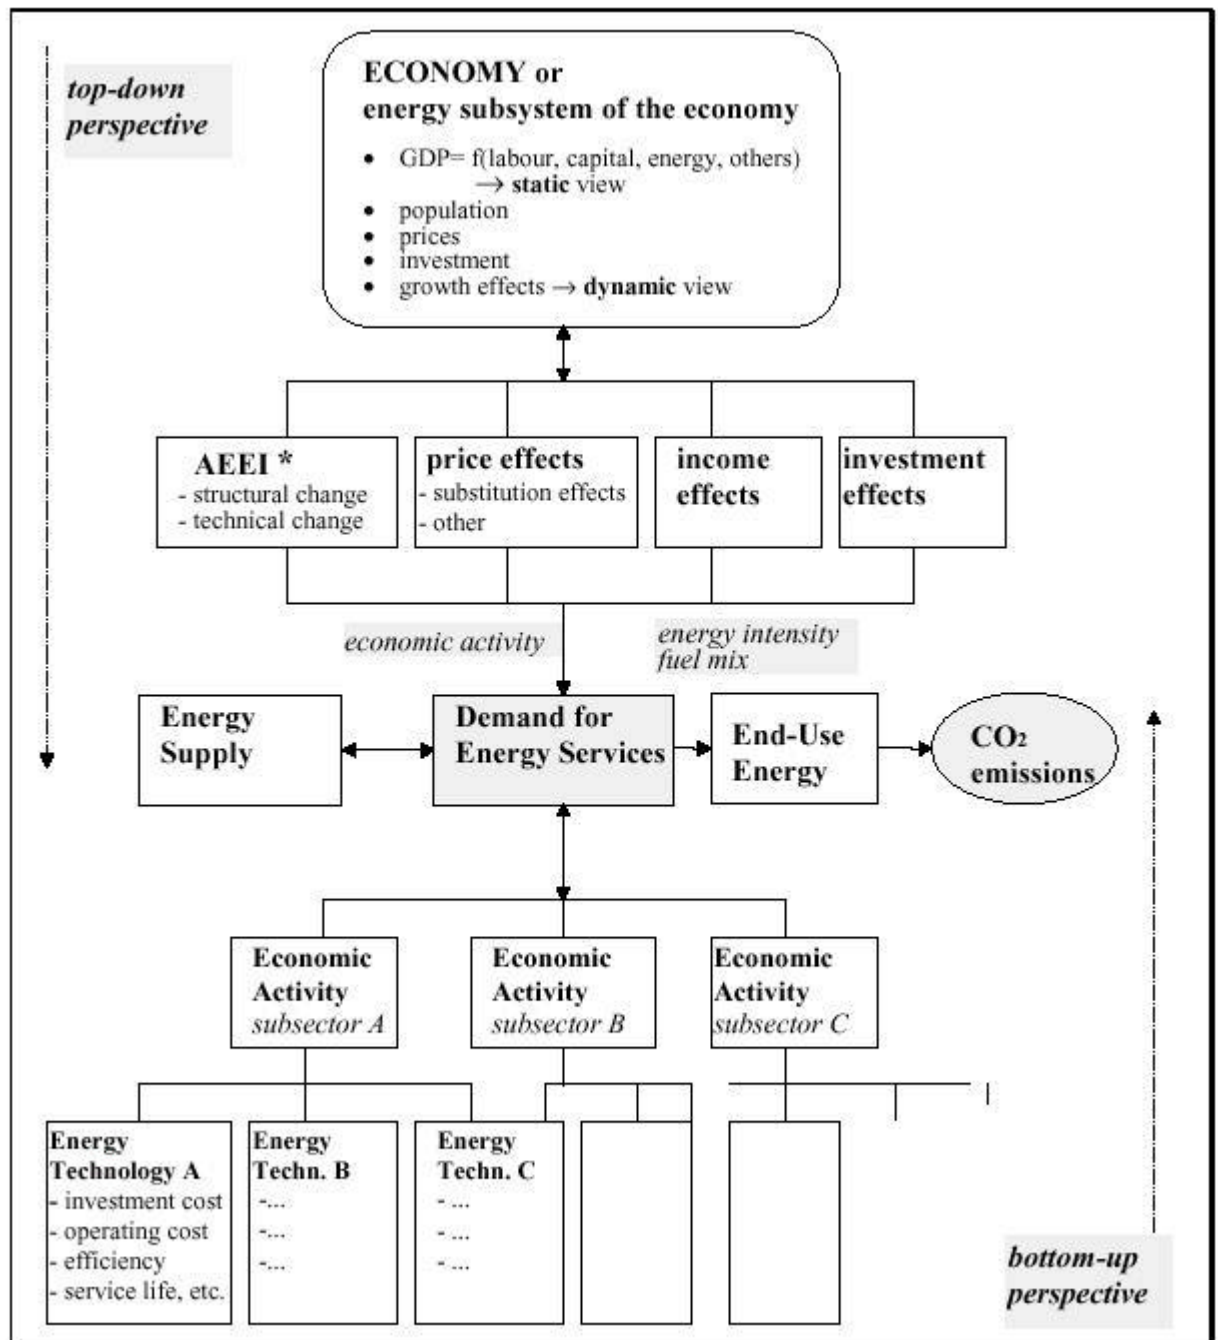 top-down
perspective
ECONOMY or
energy subsystem of the economy
• GDP= f(labour, capital, energy, others)
→ static view
• population
• prices
• investment
• growth effects → dynamic view
AEEI *
- structural change
- technical change
price effects
- substitution effects
- other
income
effects
investment
effects
economic activity
energy intensity
fuel mix
Energy
Supply
Demand for
Energy Services
End-Use
Energy
CO2
emissions
Economic
Activity
subsector A
Economic
Activity
subsector B
Economic
Activity
subsector C
Energy
Technology A
- investment cost
- operating cost
- efficiency
- service life, etc.
Energy
Techn. B
-...
-...
-...
Energy
Techn. C
- ...
- ...
- ...
bottom-up
perspective